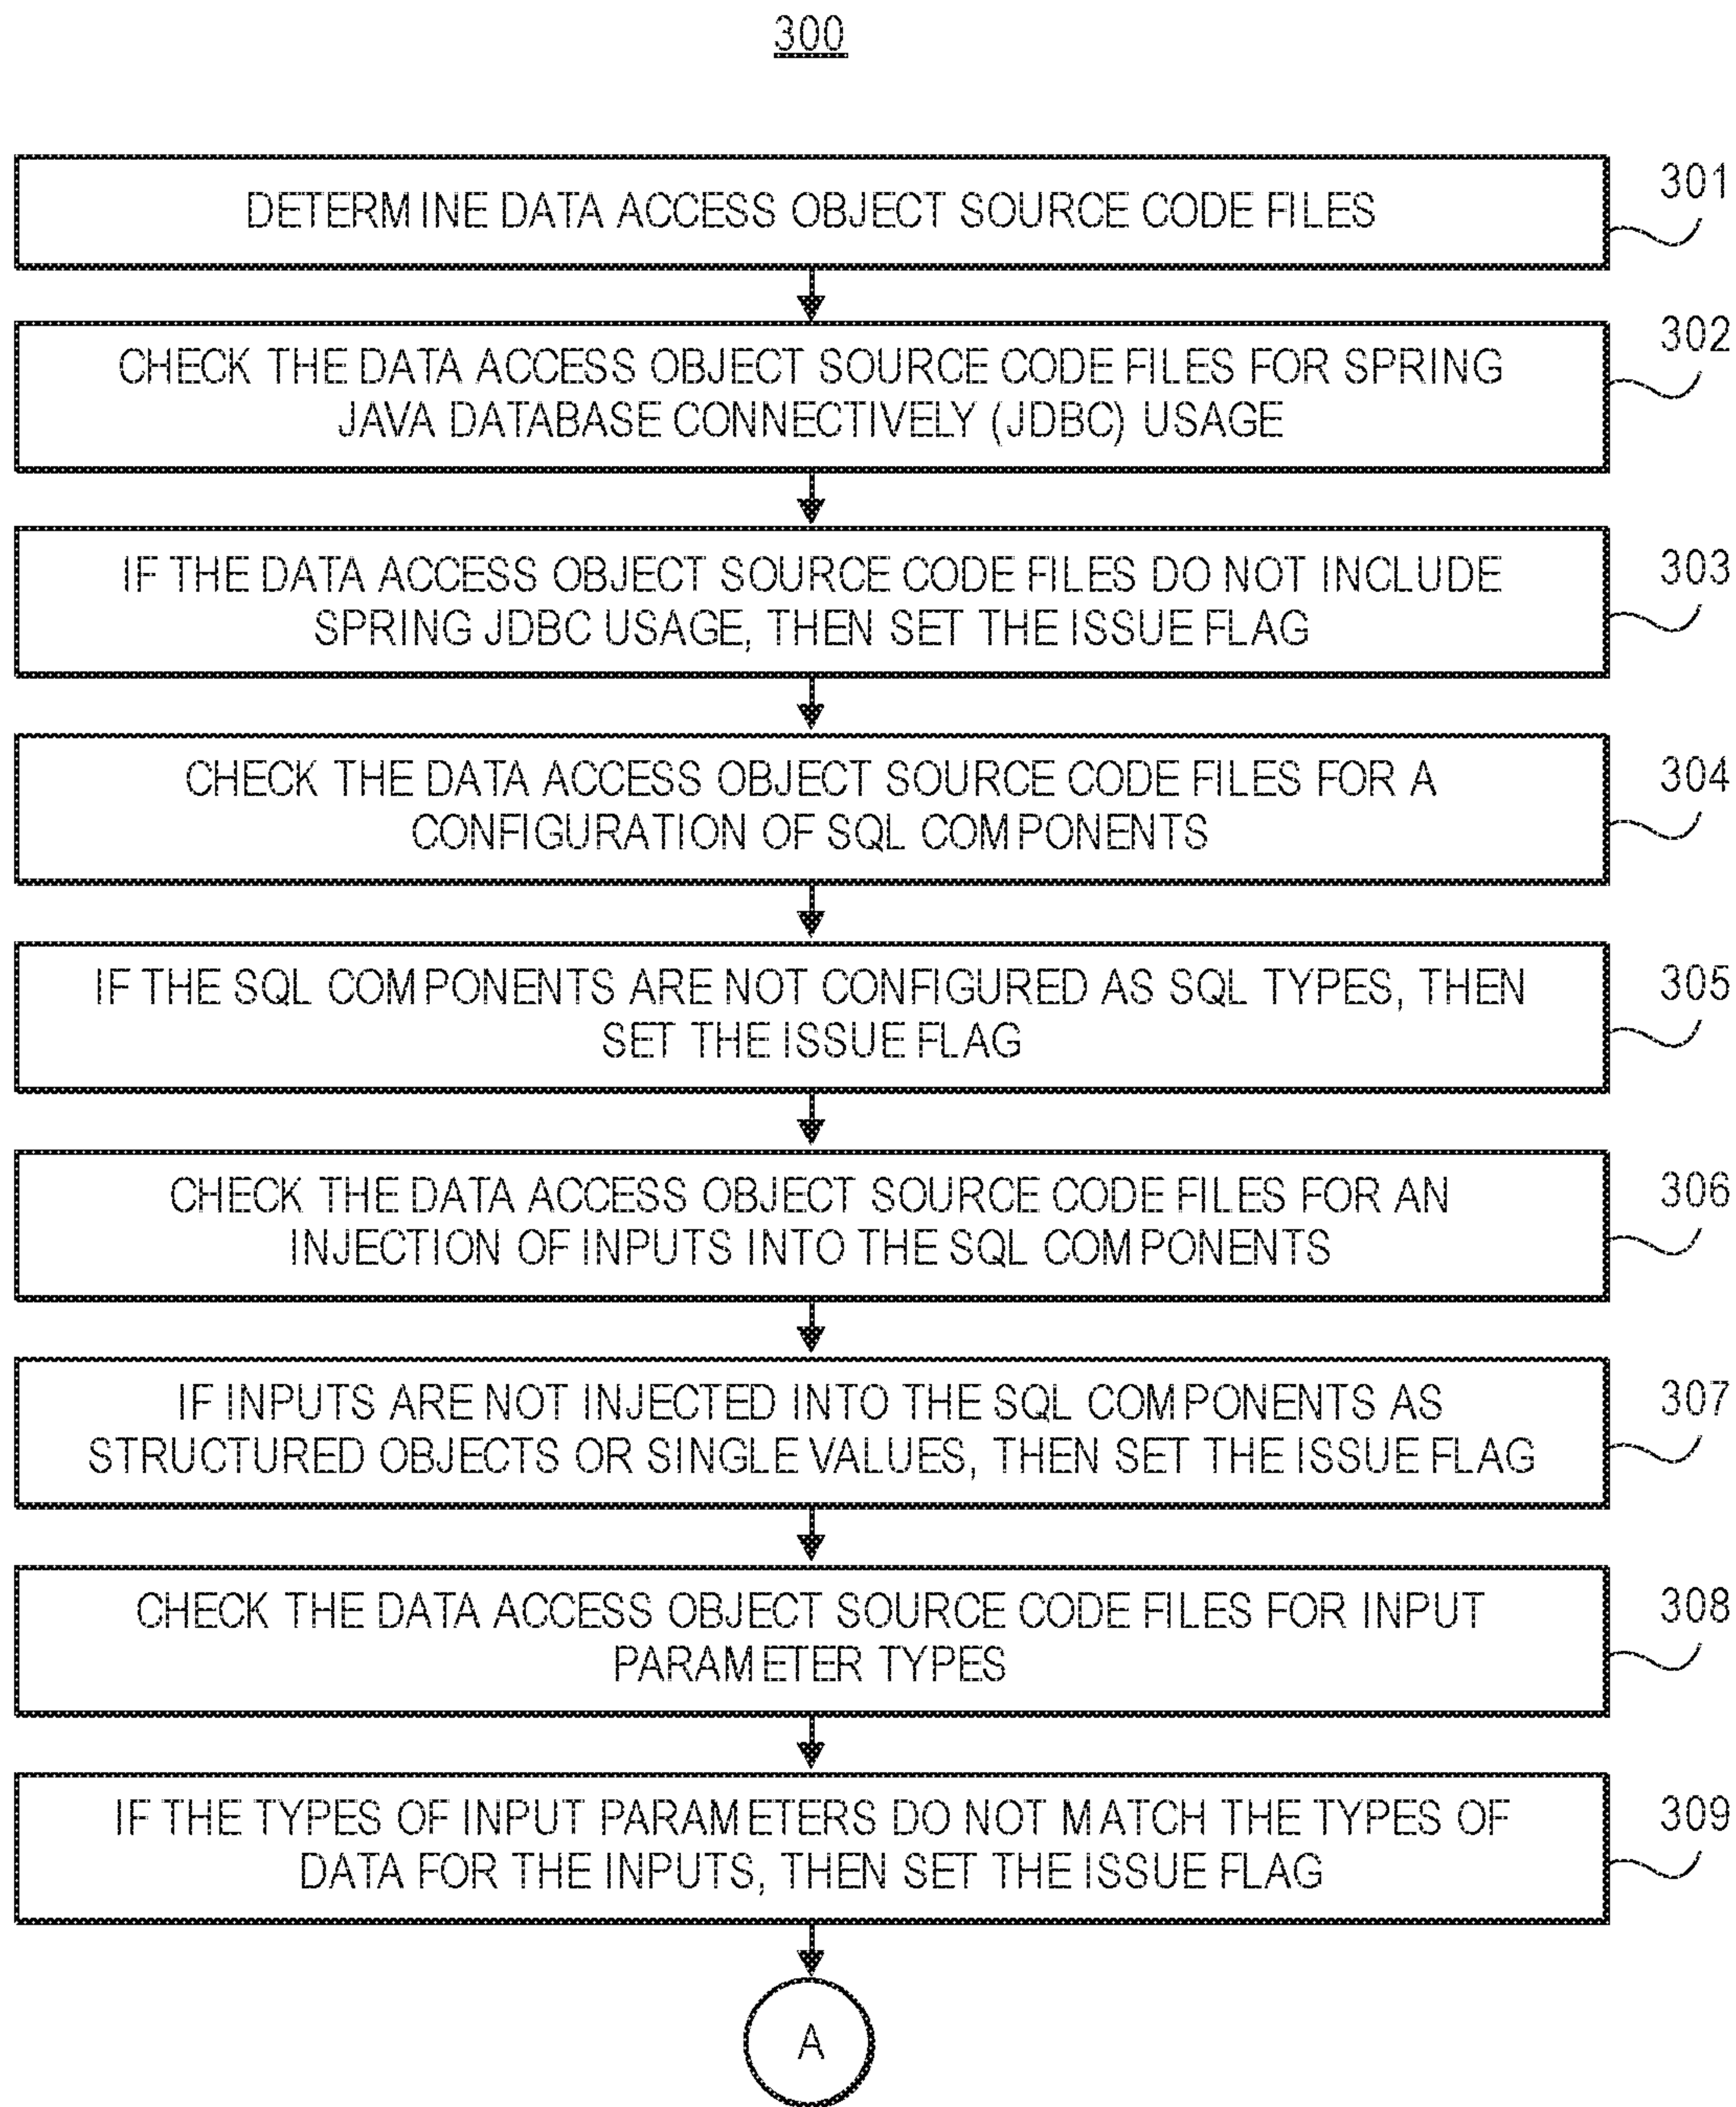 300
DETERMINE DATA ACCESS OBJECT SOURCE CODE FILES
301
CHECK THE DATA ACCESS OBJECT SOURCE CODE FILES FOR SPRING
JAVA DATABASE CONNECTIVELY (JDBC) USAGE
302
IF THE DATA ACCESS OBJECT SOURCE CODE FILES DO NOT INCLUDE
SPRING JDBC USAGE, THEN SET THE ISSUE FLAG
303
CHECK THE DATA ACCESS OBJECT SOURCE CODE FILES FOR A
CONFIGURATION OF SQL COMPONENTS
304
IF THE SQL COMPONENTS ARE NOT CONFIGURED AS SQL TYPES, THEN
SET THE ISSUE FLAG
305
CHECK THE DATA ACCESS OBJECT SOURCE CODE FILES FOR AN
INJECTION OF INPUTS INTO THE SQL COMPONENTS
306
IF INPUTS ARE NOT INJECTED INTO THE SQL COMPONENTS AS
STRUCTURED OBJECTS OR SINGLE VALUES, THEN SET THE ISSUE FLAG
307
CHECK THE DATA ACCESS OBJECT SOURCE CODE FILES FOR INPUT
PARAMETER TYPES
308
IF THE TYPES OF INPUT PARAMETERS DO NOT MATCH THE TYPES OF
DATA FOR THE INPUTS, THEN SET THE ISSUE FLAG
309
A